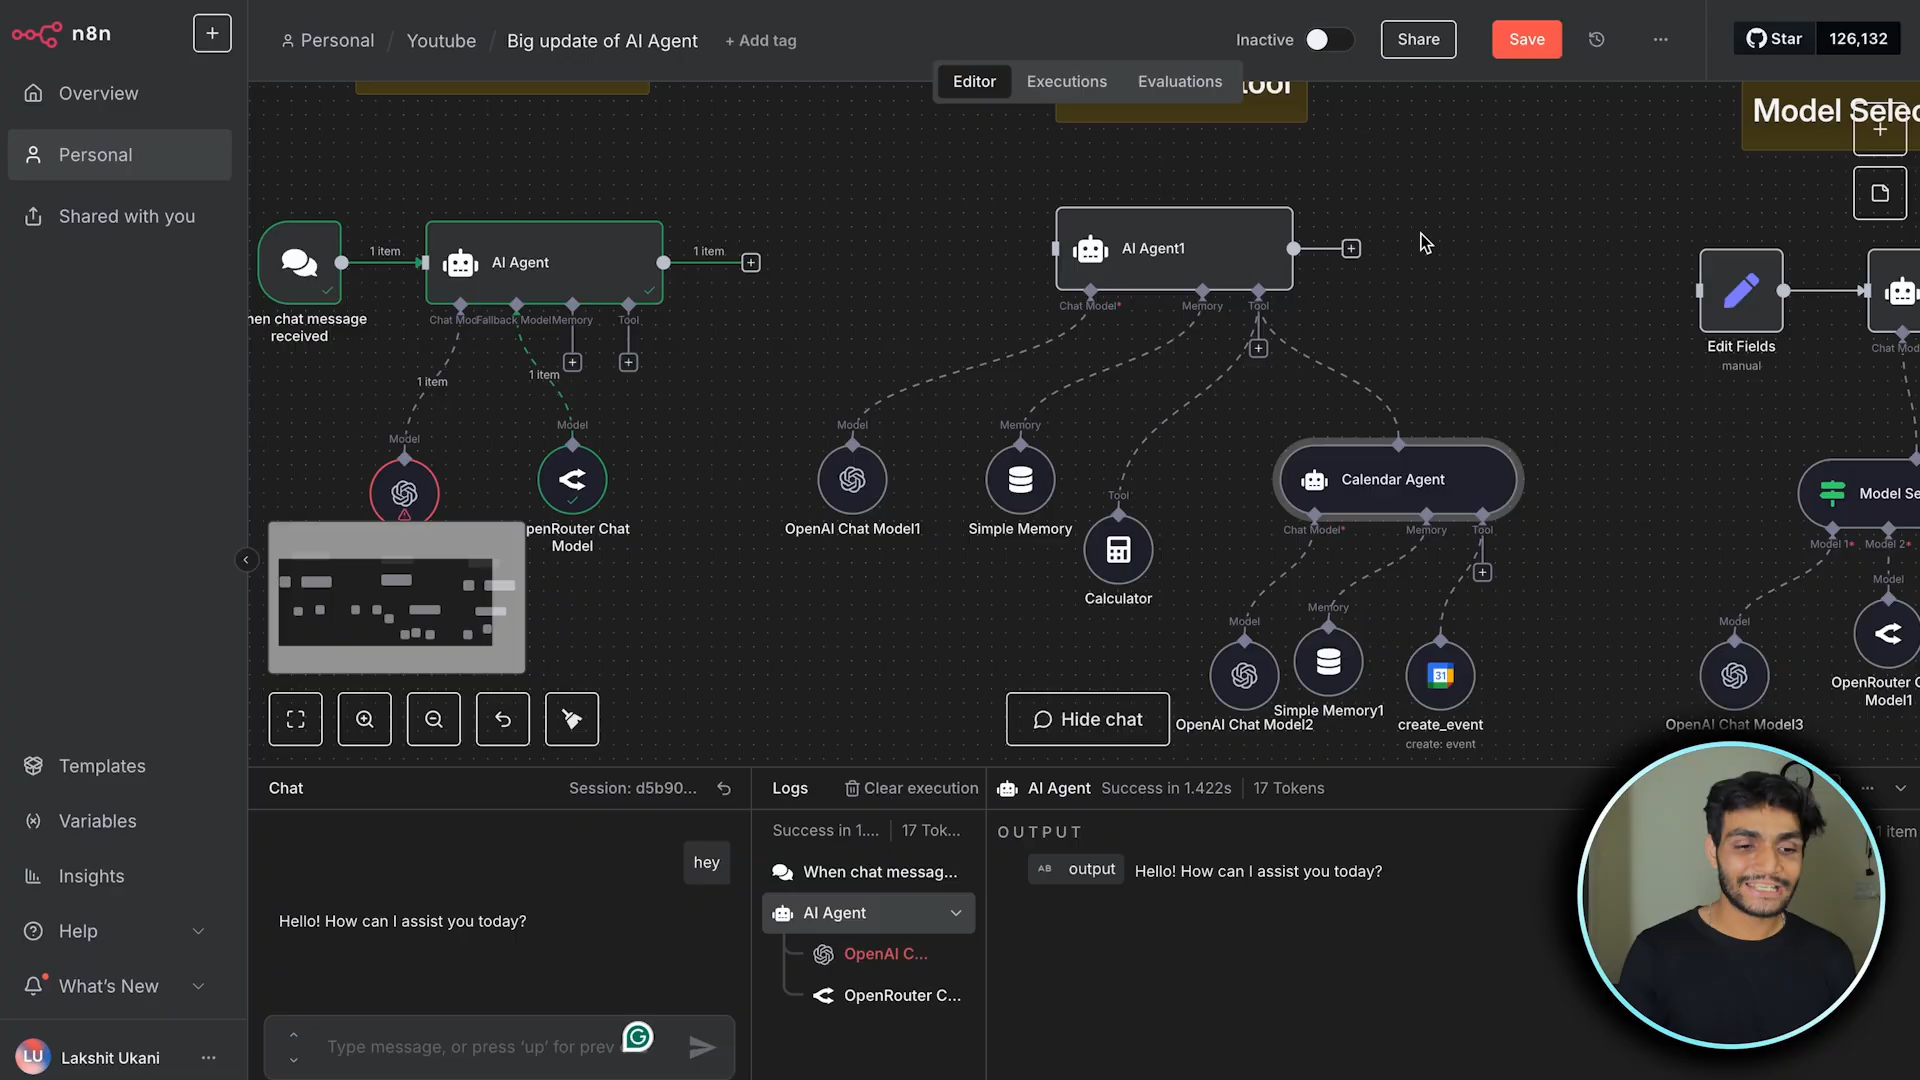 n8n
Overview
Personal
Shared with you
Templates
Variables
Insights
Help
What's New
LU
Lakshit Ukani
Personal / Youtube / Big update of AI Agent + Add tag
Inactive
Share
Save
Star
126,132
Editor
Executions
Evaluations
tool
Model Selec
1 item
AI Agent
1 item
en chat message
received
Chat Mod
Fallback Model
Memory
Tool
1 item
1 item
Model
Model
penRouter Chat
Model
AI Agent1
Chat Model*
Memory
Tool
Model
Memory
OpenAI Chat Model1
Simple Memory
Tool
Calculator
Calendar Agent
Chat Model*
Memory
Tool
Model
Memory
31
OpenAI Chat Model2
Simple Memory1
create_event
create: event
Edit Fields
manual
Chat Mod
Model Se
Model 1*
Model 2*
Model
Model
OpenRouter C
Model1
OpenAI Chat Model3
Hide chat
Chat
Session: d5b90...
hey
Hello! How can I assist you today?
Type message, or press 'up' for prev
Logs
Clear execution
Success in 1....
17 Tok...
When chat messag...
AI Agent
OpenAI C...
OpenRouter C...
AI Agent
Success in 1.422s
17 Tokens
OUTPUT
1 item
AB output
Hello! How can I assist you today?